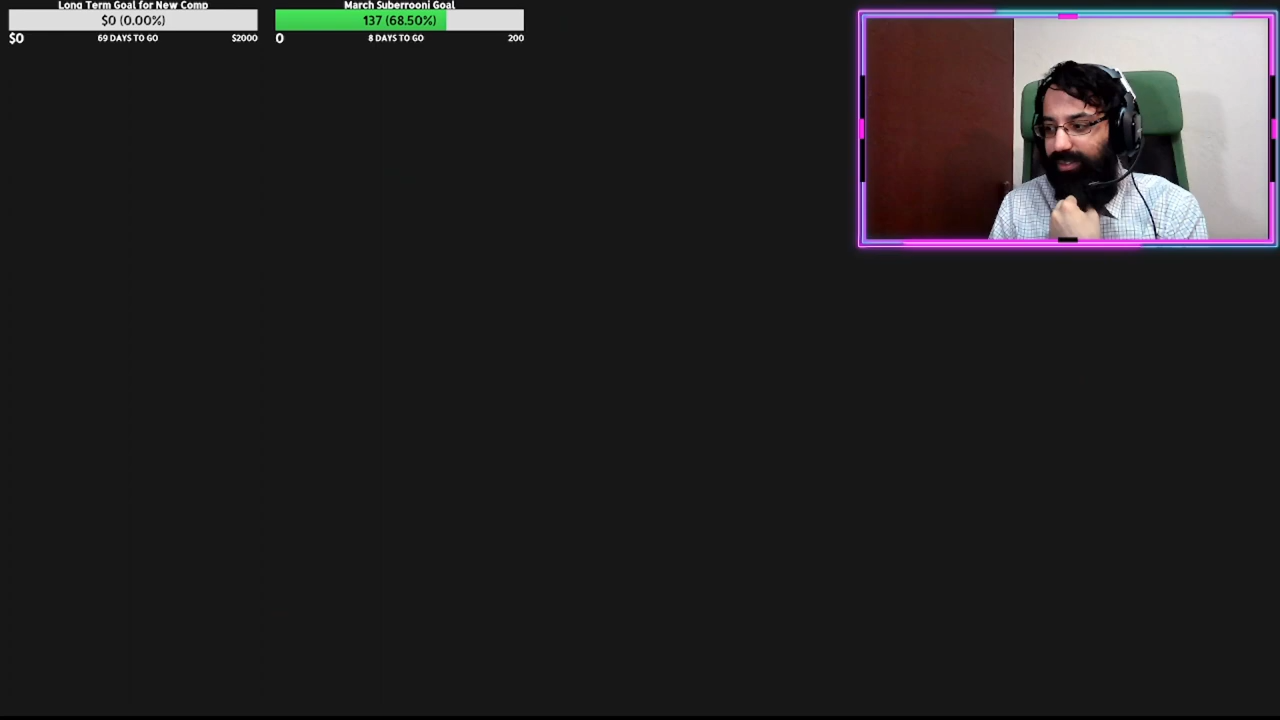 Long Term Goal for New Comp
$0 (0.00%)
$0 69 DAYS TO GO $2000
March Suberrooni Goal
137 (68.50%)
0 8 DAYS TO GO 200